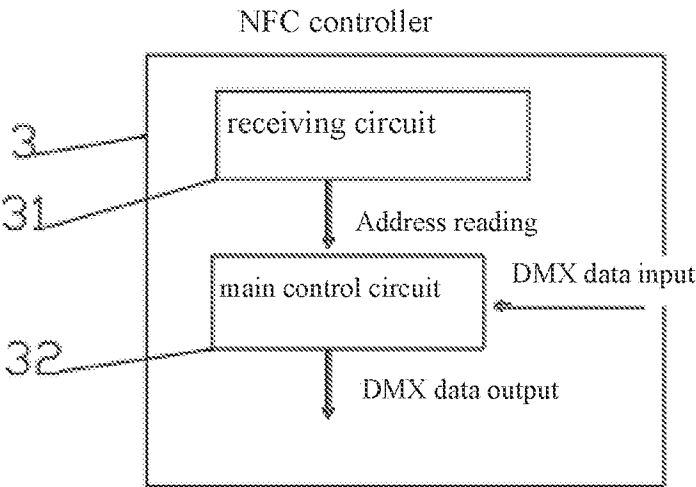 NFC controller
receiving circuit
3
31
Address reading
DMX data input
main control circuit
32
DMX data output